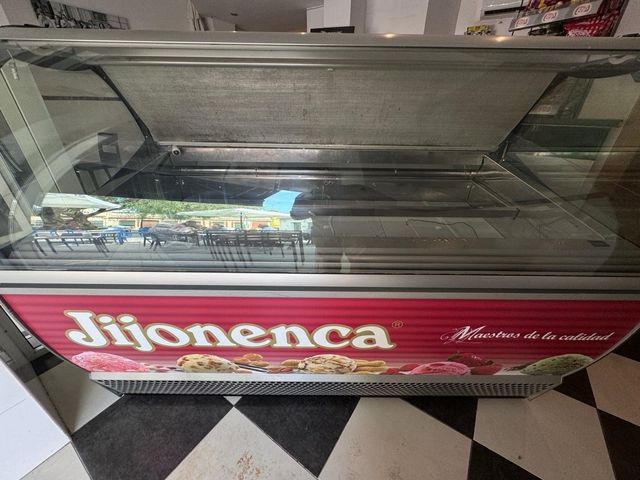 Jijonenca®
Maestros de la calidad